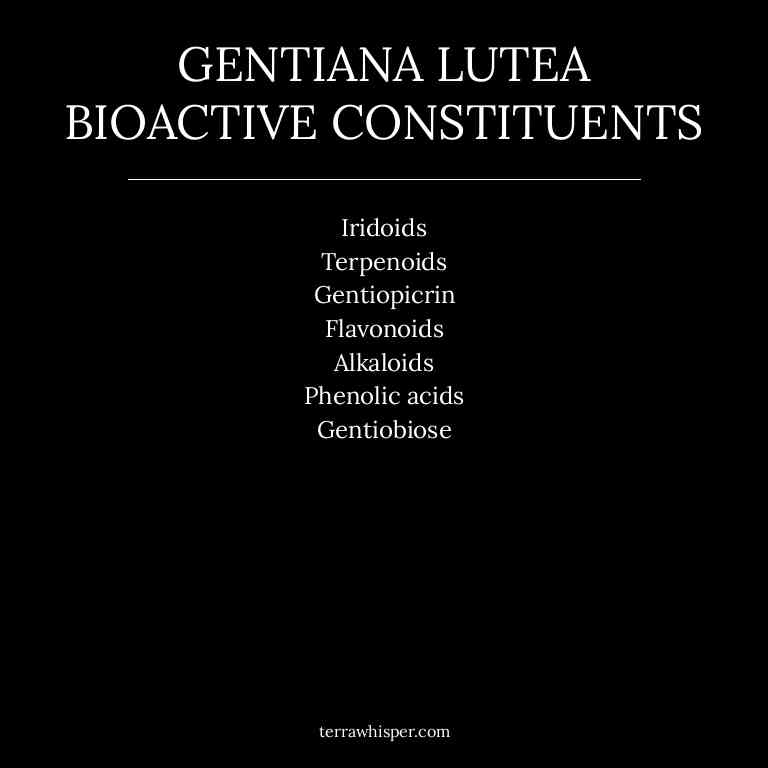 GENTIANA LUTEA
BIOACTIVE CONSTITUENTS
Iridoids
Terpenoids
Gentiopicrin
Flavonoids
Alkaloids
Phenolic acids
Gentiobiose
terrawhisper.com